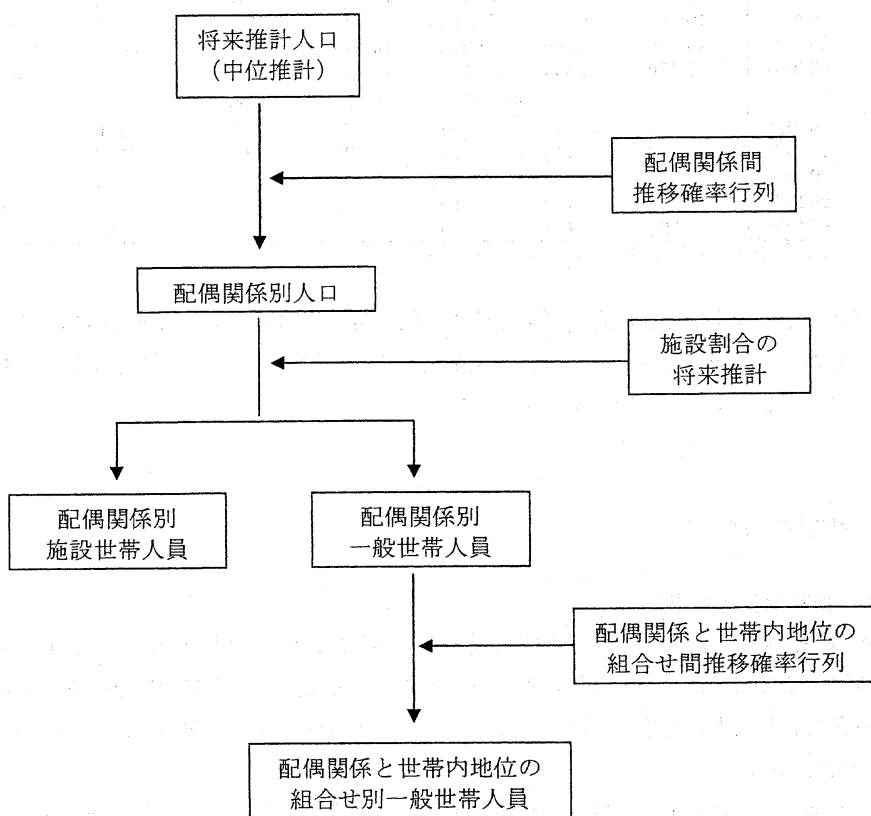 将来推計人口
（中位推計）
配偶関係間
推移確率行列
配偶関係別人口
施設割合の
将来推計
配偶関係別
施設世帯人員
配偶関係別
一般世帯人員
配偶関係と世帯内地位の
組合せ間推移確率行列
配偶関係と世帯内地位の
組合せ別一般世帯人員